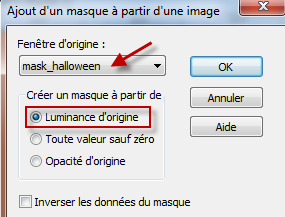 Ajout d'un masque à partir d'une image
Fenêtre d'origine :
mask_halloween
OK
Créer un masque à partir de
Annuler
Luminance d'origine
Aide
Toute valeur sauf zéro
Opacité d'origine
Inverser les données du masque